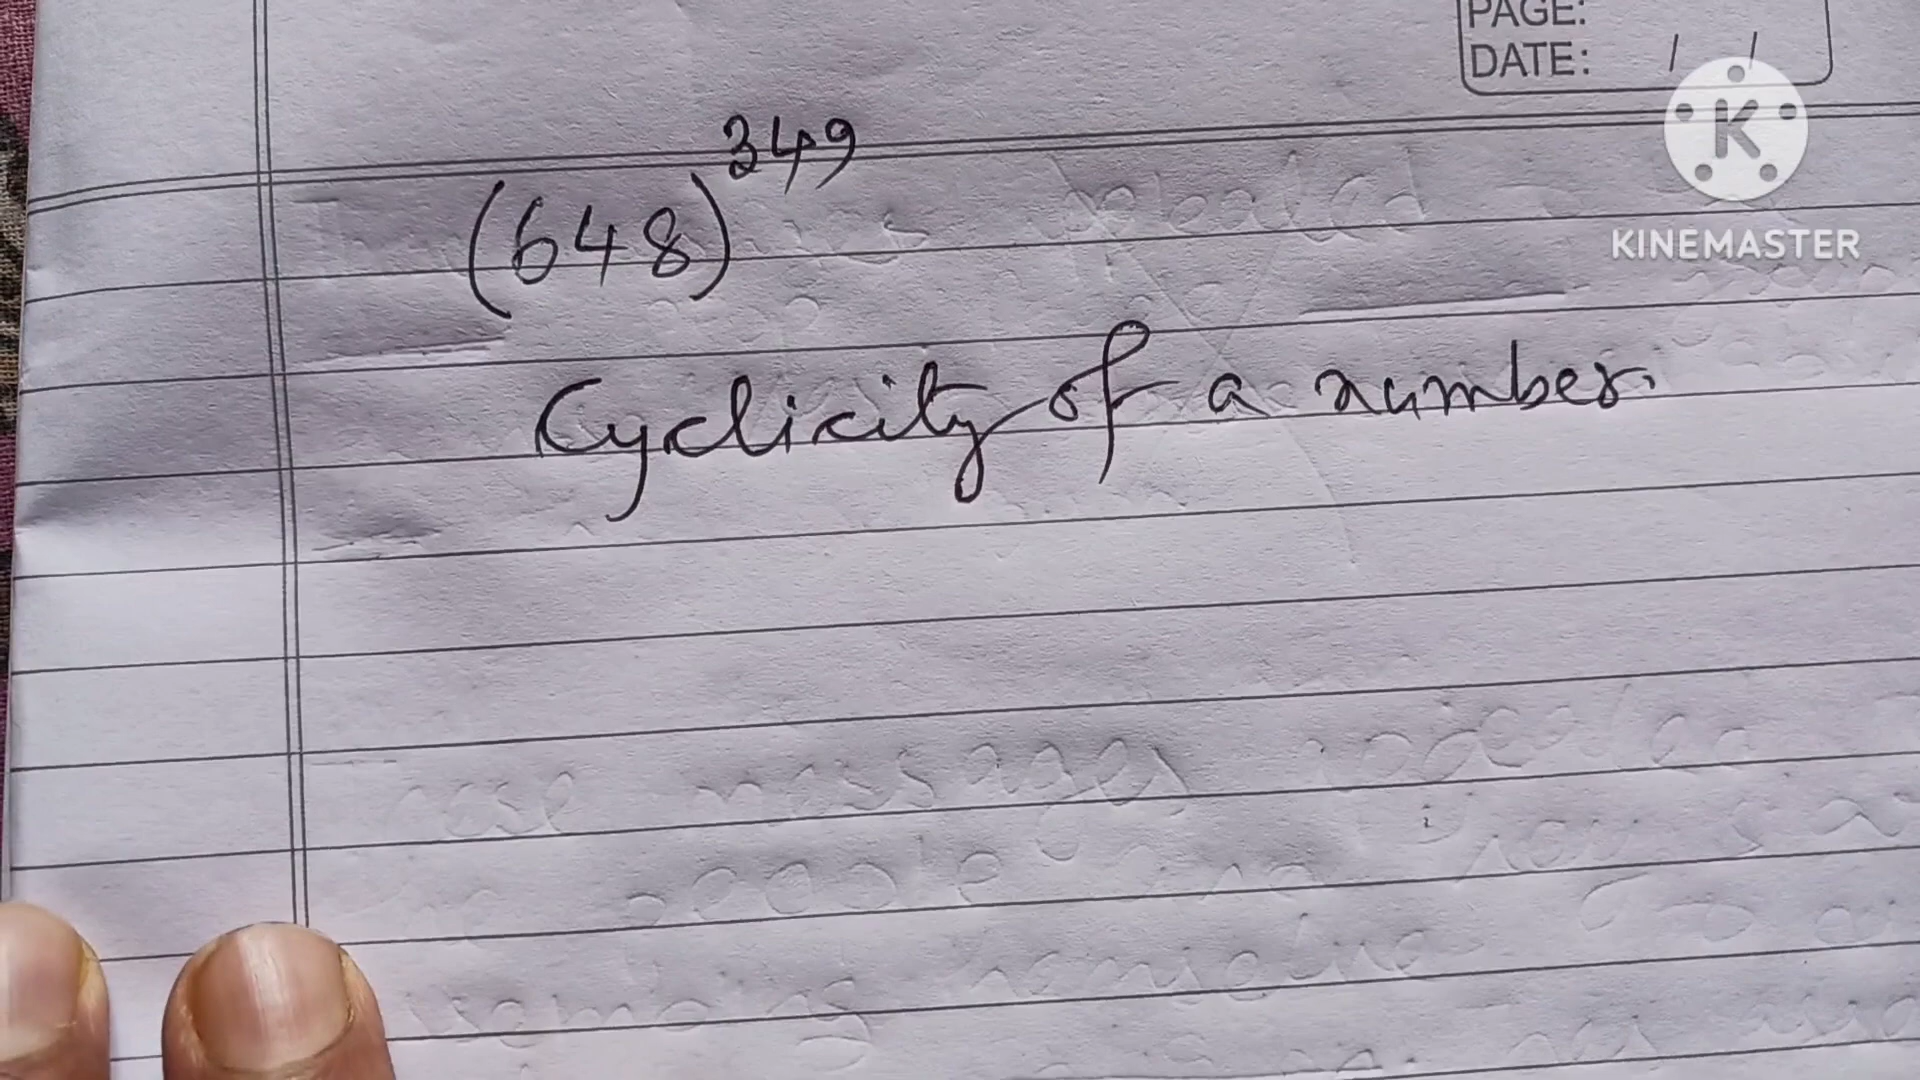 PAGE:
DATE: / /
KINEMASTER
(648)^349
Cyclicity of a number.